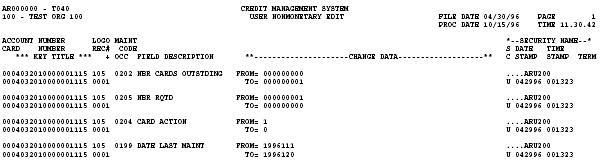 AR000000 - T040 CREDIT MANAGEMENT SYSTEM
100 - TEST ORG 100 USER NONMONETARY EDIT FILE DATE 04/30/96 PAGE 1
PROC DATE 10/15/96 TIME 11.30.42
ACCOUNT NUMBER LOGO MAINT *--SECURITY NAME--*
CARD NUMBER REC# CODE S DATE TIME
*** KEY TITLE *** + OCC FIELD DESCRIPTION **----------------------CHANGE DATA--------------------** C STAMP STAMP TERM
0004032010000001115 105 0202 NBR CARDS OUTSTDING FROM= 000000000 ....ARU200
0004032010000001115 0001 TO= 000000001 U 042996 001323
0004032010000001115 105 0205 NBR RQTD FROM= 000000001 ....ARU200
0004032010000001115 0001 TO= 000000000 U 042996 001323
0004032010000001115 105 0204 CARD ACTION FROM= 1 ....ARU200
0004032010000001115 0001 TO= 0 U 042996 001323
0004032010000001115 105 0199 DATE LAST MAINT FROM= 1996111 ....ARU200
0004032010000001115 0001 TO= 1996120 U 042996 001323